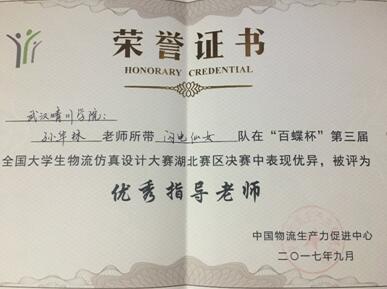 荣誉证书
HONORARY CREDENTIAL
武汉晴川学院：
孙华林 老师所带 闪电仙女 队在“百蝶杯”第三届
全国大学生物流仿真设计大赛湖北赛区决赛中表现优异，被评为
优秀指导老师
中国物流生产力促进中心
二〇一七年九月